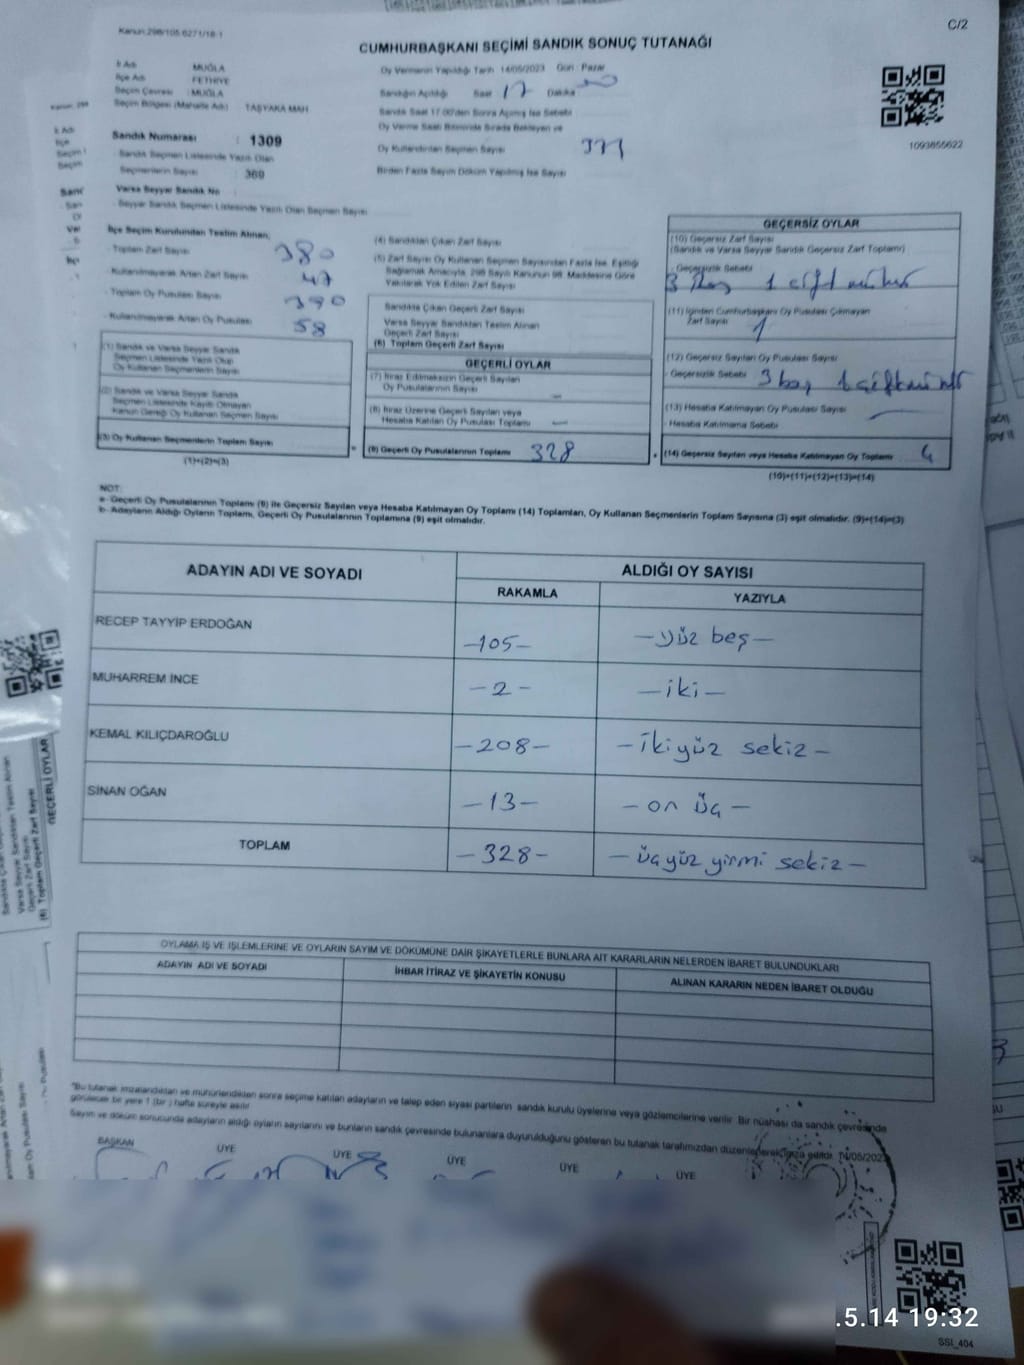 Kanun:298/105.6271/18-1
C/2
CUMHURBAŞKANI SEÇİMİ SANDIK SONUÇ TUTANAĞI
İl Adı MUĞLA
İlçe Adı FETHİYE
Seçim Çevresi : MUĞLA
Seçim Bölgesi (Mahalle Adı) TAŞYAKA MAH.
Sandık Numarası : 1309
Sandık Seçmen Listesinde Yazılı Olan
Seçmenlerin Sayısı : 369
Varsa Seyyar Sandık No
Seyyar Sandık Seçmen Listesinde Yazılı Olan Seçmen Sayısı
Oy Vermenin Yapıldığı Tarih 14/05/2023 Gün : Pazar
Sandığın Açıldığı Saat 17 Dakika
Sandık Saat 17:00'den Sonra Açılmış İse Sebebi
Oy Verme Saati Bitiminde Sırada Bekleyen ve
Oy Kullandırılan Seçmen Sayısı
Birden Fazla Sayım Döküm Yapılmış İse Sayısı
1093855622
İlçe Seçim Kurulundan Teslim Alınan;
- Toplam Zarf Sayısı 380
- Kullanılmayarak Artan Zarf Sayısı 47
- Toplam Oy Pusulası Sayısı 390
- Kullanılmayarak Artan Oy Pusulası 58
(1) Sandık ve Varsa Seyyar Sandık
Seçmen Listesinde Yazılı Olup
Oy Kullanan Seçmenlerin Sayısı
(2) Sandık ve Varsa Seyyar Sandık
Seçmen Listesinde Kayıtlı Olmayan
Kanun Gereği Oy Kullanan Seçmen Sayısı
(3) Oy Kullanan Seçmenlerin Toplam Sayısı
(1)+(2)=(3)
(4) Sandıktan Çıkan Zarf Sayısı
(5) Zarf Sayısı Oy Kullanan Seçmen Sayısından Fazla İse, Eşitliği
Sağlamak Amacıyla, 298 Sayılı Kanunun 98. Maddesine Göre
Yakılarak Yok Edilen Zarf Sayısı
Sandıkta Çıkan Geçerli Zarf Sayısı
Varsa Seyyar Sandıktan Teslim Alınan
Geçerli Zarf Sayısı
(6) Toplam Geçerli Zarf Sayısı
GEÇERLİ OYLAR
(7) İtiraz Edilmeksizin Geçerli Sayılan
Oy Pusulalarının Sayısı —
(8) İtiraz Üzerine Geçerli Sayılan veya
Hesaba Katılan Oy Pusulası Toplamı —
(9) Geçerli Oy Pusulalarının Toplamı 328
GEÇERSİZ OYLAR
(10) Geçersiz Zarf Sayısı
(Sandık ve Varsa Seyyar Sandık Geçersiz Zarf Toplamı)
- Geçersizlik Sebebi
3 Boş 1 çift mühür
(11) İçinden Cumhurbaşkanı Oy Pusulası Çıkmayan
Zarf Sayısı 1
(12) Geçersiz Sayılan Oy Pusulası Sayısı
- Geçersizlik Sebebi 3 boş 1 çift mühür
(13) Hesaba Katılmayan Oy Pusulası Sayısı —
- Hesaba Katılmama Sebebi
(14) Geçersiz Sayılan veya Hesaba Katılmayan Oy Toplamı 4
(10)+(11)+(12)+(13)=(14)
NOT:
a- Geçerli Oy Pusulalarının Toplamı (9) ile Geçersiz Sayılan veya Hesaba Katılmayan Oy Toplamı (14) Toplamları, Oy Kullanan Seçmenlerin Toplam Sayısına (3) eşit olmalıdır. (9)+(14)=(3)
b- Adayların Aldığı Oyların Toplamı, Geçerli Oy Pusulalarının Toplamına (9) eşit olmalıdır.
ADAYIN ADI VE SOYADI
ALDIĞI OY SAYISI
RAKAMLA YAZIYLA
RECEP TAYYİP ERDOĞAN -105- -yüz beş-
MUHARREM İNCE -2- -iki-
KEMAL KILIÇDAROĞLU -208- -ikiyüz sekiz-
SİNAN OĞAN -13- -on üç-
TOPLAM -328- -üçyüz yirmi sekiz-
OYLAMA İŞ VE İŞLEMLERİNE VE OYLARIN SAYIM VE DÖKÜMÜNE DAİR ŞİKAYETLERLE BUNLARA AİT KARARLARIN NELERDEN İBARET BULUNDUKLARI
ADAYIN ADI VE SOYADI İHBAR İTİRAZ VE ŞİKAYETİN KONUSU ALINAN KARARIN NEDEN İBARET OLDUĞU
*Bu tutanak imzalandıktan ve mühürlendikten sonra seçime katılan adayların ve talep eden siyasi partilerin sandık kurulu üyelerine veya gözlemcilerine verilir. Bir nüshası da sandık çevresinde
görülecek bir yere 1 (bir ) hafta süreyle asılır
Sayım ve döküm sonucunda adayların aldığı oyların sayılarını ve bunların sandık çevresinde bulunanlara duyurulduğunu gösteren bu tutanak tarafımızdan düzenlenerek imza edildi. 14/05/2023
BAŞKAN ÜYE ÜYE ÜYE ÜYE ÜYE
.5.14 19:32
SSI_404